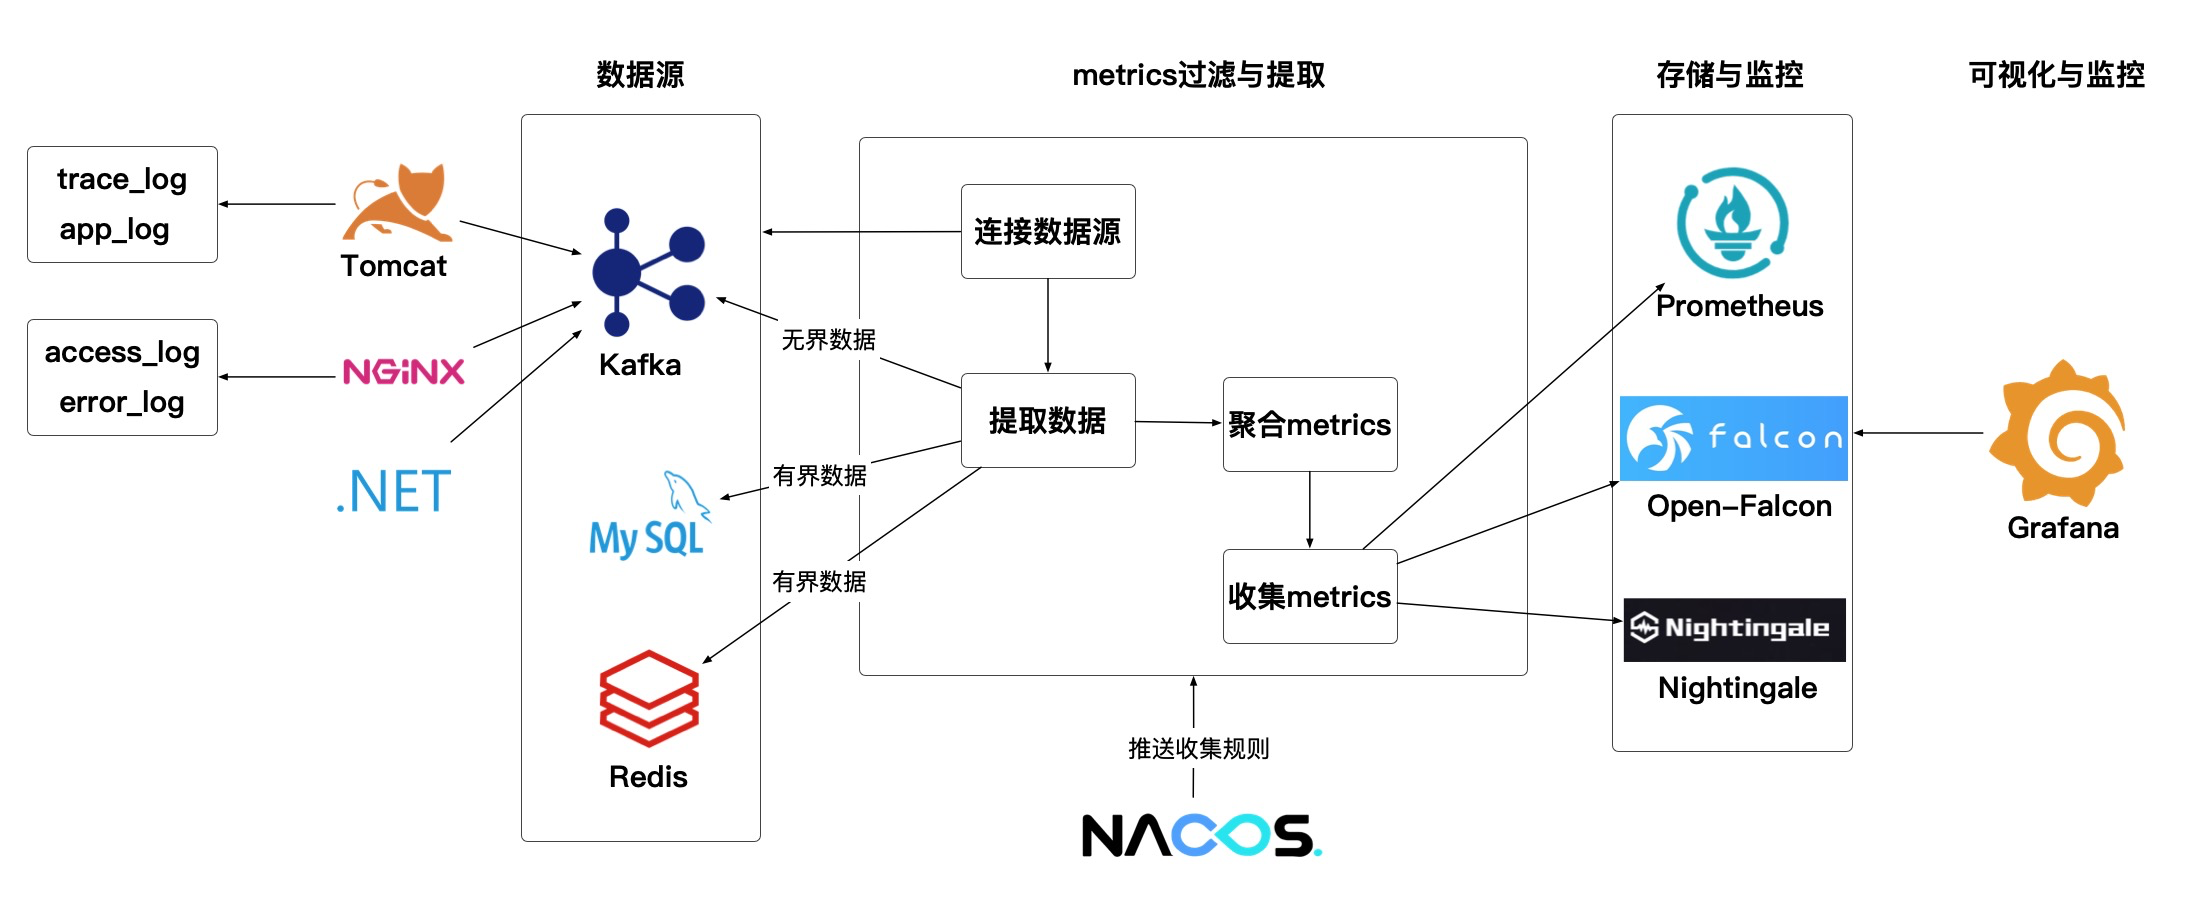 数据源
metrics过滤与提取
存储与监控
可视化与监控
trace_log
app_log
Tomcat
access_log
error_log
NGiNX
.NET
Kafka
My SQL
Redis
连接数据源
无界数据
提取数据
有界数据
有界数据
聚合metrics
收集metrics
推送收集规则
NACOS.
Prometheus
falcon
Open-Falcon
Nightingale
Nightingale
Grafana